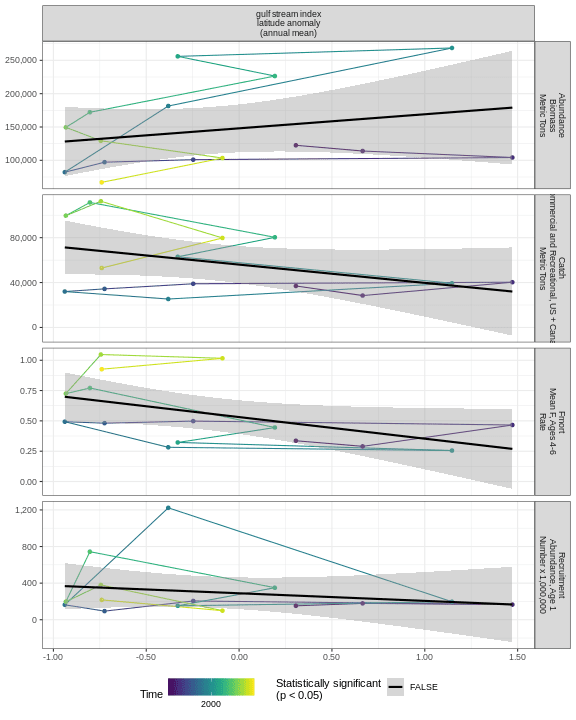 gulf stream index
latitude anomaly
(annual mean)
250,000
200,000
150,000
100,000
Abundance
Biomass
Metric Tons
80,000
40,000
0
Catch
and Recreational, US +
Metric Tons
1.00
0.75
0.50
0.25
0.00
Fmort
Mean F, Ages 4-6
Rate
1,200
800
400
0
Recruitment
Abundance, Age 1
Number x 1,000,000
-1.00
-0.50
0.00
0.50
1.00
1.50
Time
2000
Statistically significant
(p < 0.05)
FALSE